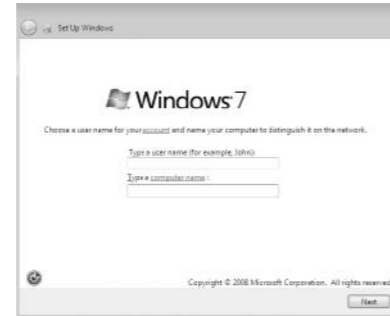 Set Up Windows
Windows 7
Choose a user name for your account and name your computer to distinguish it on the network.
Type a user name (for example, John):
Type a computer name :
Copyright © 2008 Microsoft Corporation. All rights reserved
Next